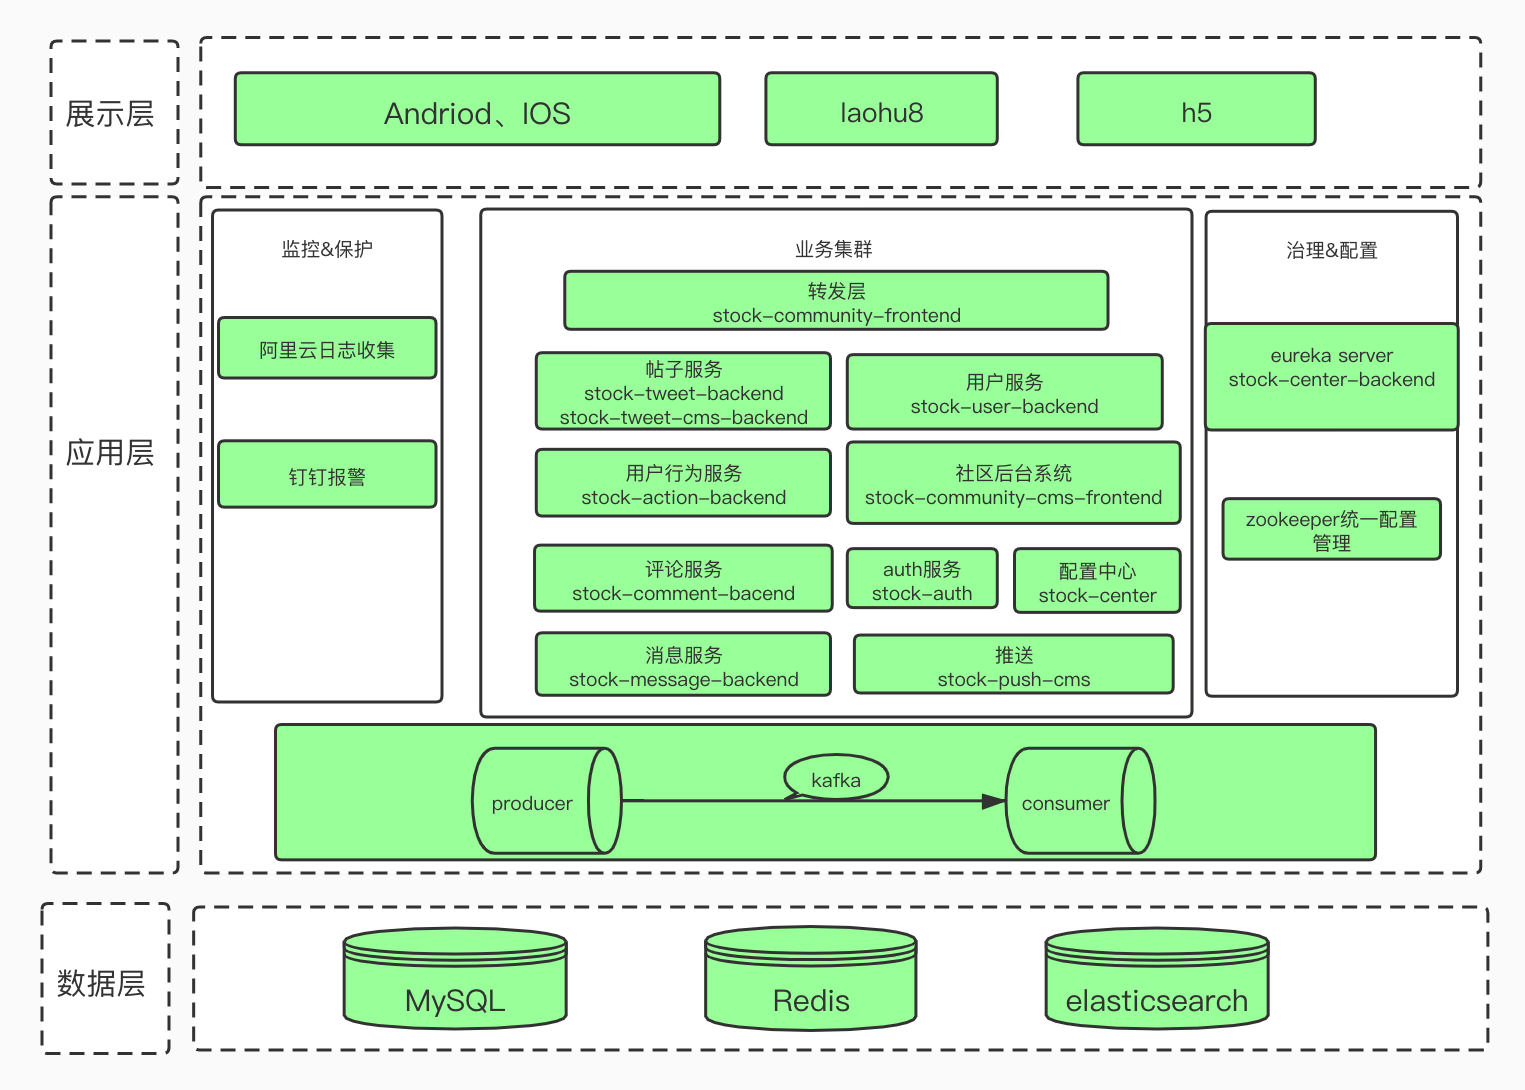 展示层
Andriod、IOS
laohu8
h5
应用层
监控&保护
阿里云日志收集
钉钉报警
业务集群
转发层
stock-community-frontend
帖子服务
stock-tweet-backend
stock-tweet-cms-backend
用户服务
stock-user-backend
用户行为服务
stock-action-backend
社区后台系统
stock-community-cms-frontend
评论服务
stock-comment-bacend
auth服务
stock-auth
配置中心
stock-center
消息服务
stock-message-backend
推送
stock-push-cms
治理&配置
eureka server
stock-center-backend
zookeeper统一配置
管理
producer
kafka
consumer
数据层
MySQL
Redis
elasticsearch